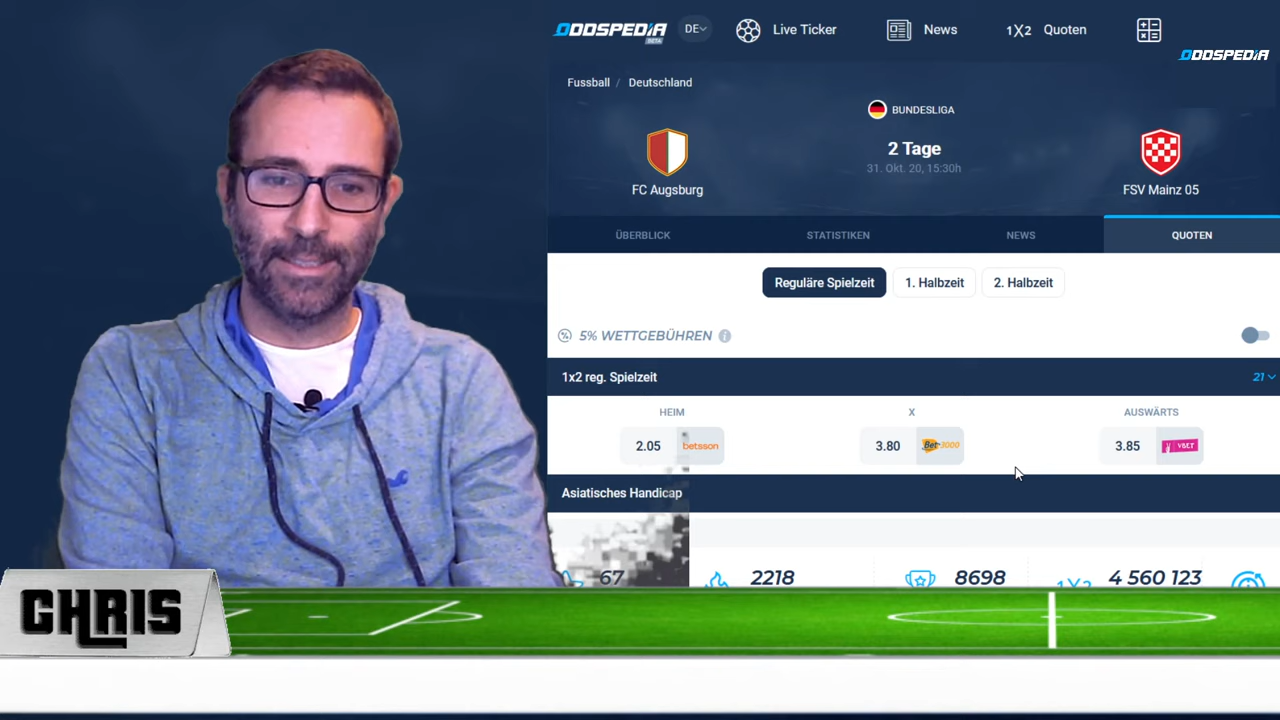 ODDSPEDIA
BETA
DE
Live Ticker
News
1X2 Quoten
ODDSPEDIA
Fussball / Deutschland
BUNDESLIGA
2 Tage
31. Okt. 20, 15:30h
FC Augsburg
FSV Mainz 05
ÜBERBLICK
STATISTIKEN
NEWS
QUOTEN
Reguläre Spielzeit
1. Halbzeit
2. Halbzeit
5% WETTGEBÜHREN
1x2 reg. Spielzeit
21
HEIM
X
AUSWÄRTS
2.05 betsson
3.80 Bet3000
3.85 VBET
Asiatisches Handicap
67
2218
8698
1X2
4 560 123
CHRIS